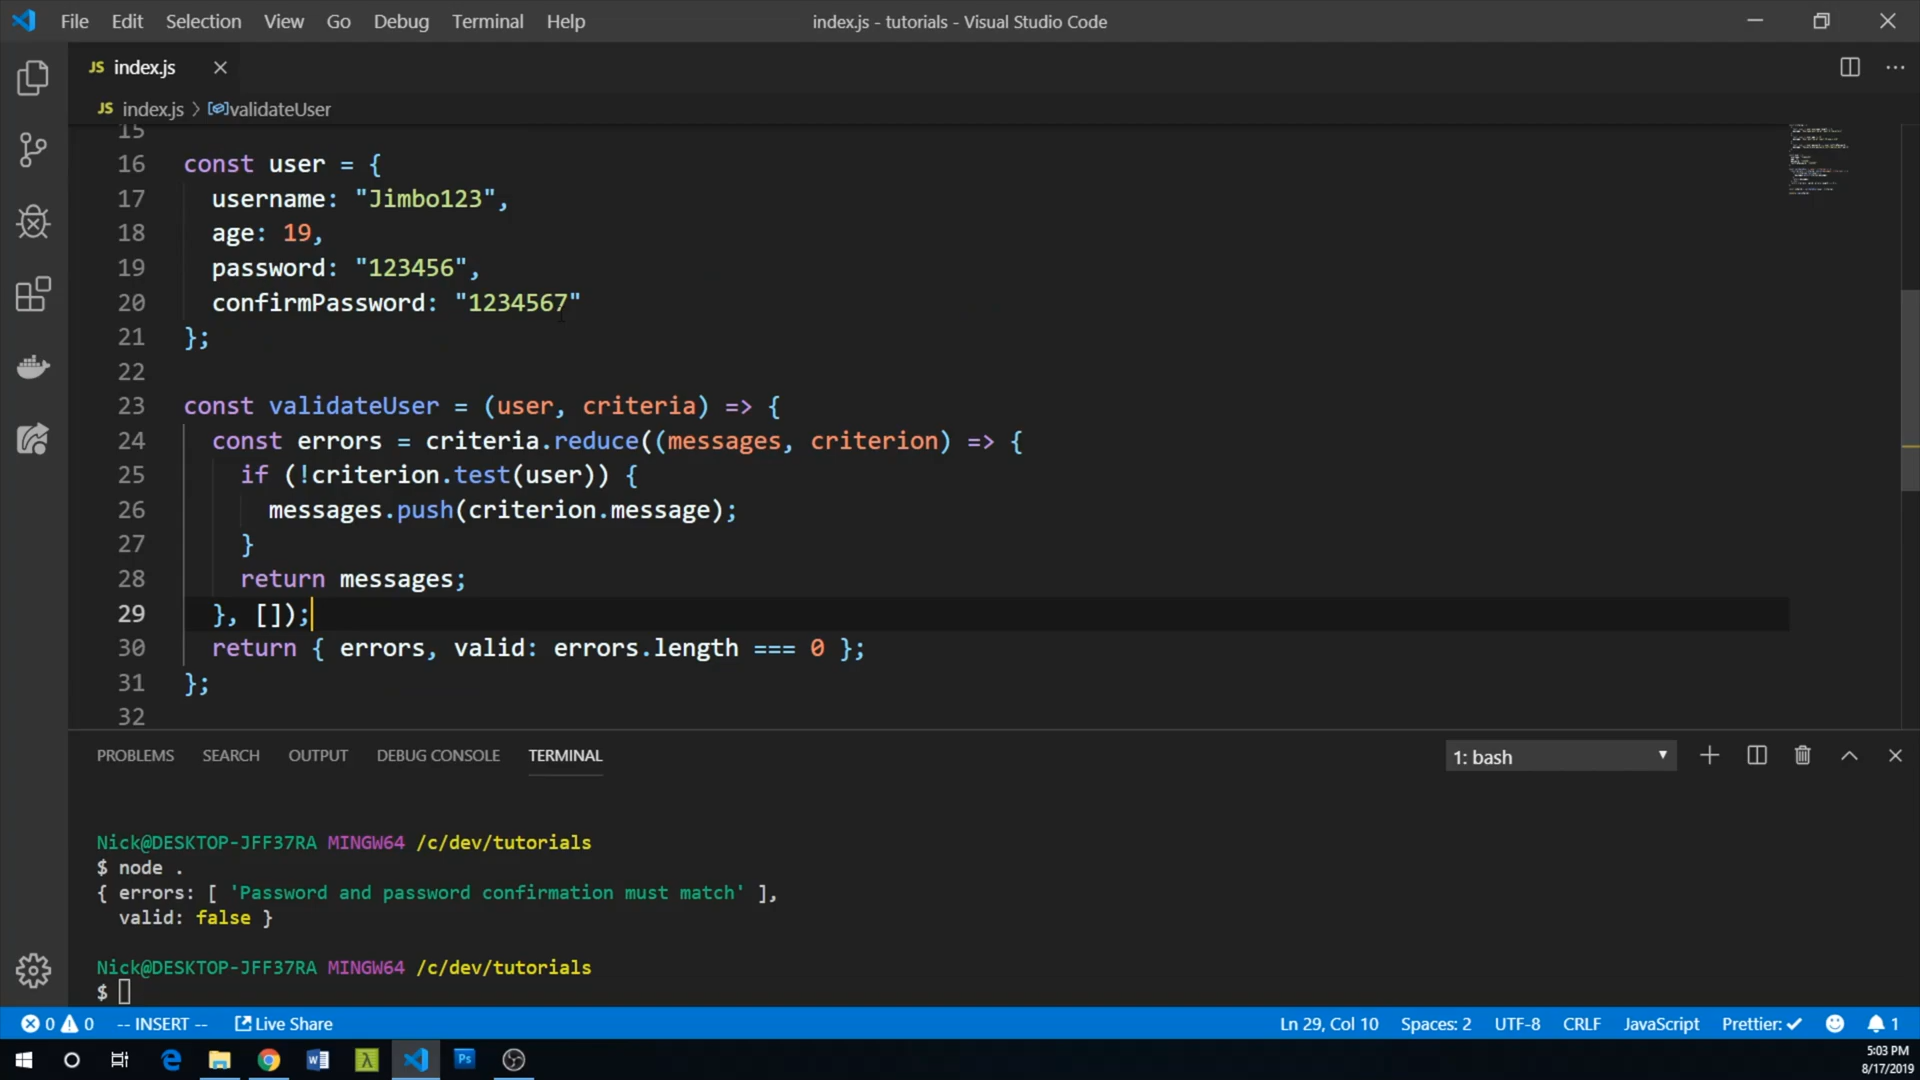 File Edit Selection View Go Debug Terminal Help index.js - tutorials - Visual Studio Code
JS index.js
JS index.js > validateUser
15
16 const user = {
17 username: "Jimbo123",
18 age: 19,
19 password: "123456",
20 confirmPassword: "1234567"
21 };
22
23 const validateUser = (user, criteria) => {
24 const errors = criteria.reduce((messages, criterion) => {
25 if (!criterion.test(user)) {
26 messages.push(criterion.message);
27 }
28 return messages;
29 }, []);
30 return { errors, valid: errors.length === 0 };
31 };
32
PROBLEMS SEARCH OUTPUT DEBUG CONSOLE TERMINAL 1: bash
Nick@DESKTOP-JFF37RA MINGW64 /c/dev/tutorials
$ node .
{ errors: [ 'Password and password confirmation must match' ],
valid: false }
Nick@DESKTOP-JFF37RA MINGW64 /c/dev/tutorials
$
0 0 -- INSERT -- Live Share Ln 29, Col 10 Spaces: 2 UTF-8 CRLF JavaScript Prettier: ✓ 1
Ps
5:03 PM
8/17/2019